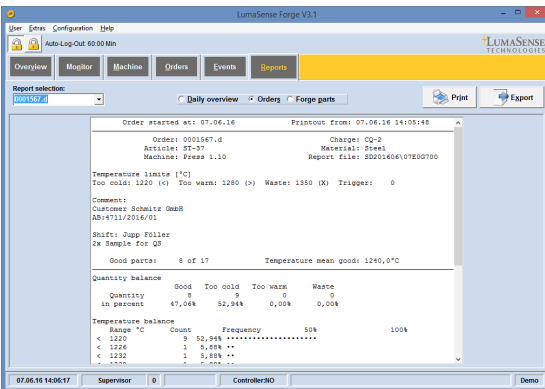 LumaSense Forge V3.1
User Extras Configuration Help
Auto-Log-Out: 60:00 Min
LUMASENSE
TECHNOLOGIES
Overview Monitor Machine Orders Events Reports
Report selection:
0001567.d
Daily overview Orders Forge parts
Print Export
Order started at: 07.06.16 Printout from: 07.06.16 14:05:48
Order: 0001567.d Charge: CQ-2
Article: ST-37 Material: Steel
Machine: Press 1.10 Report file: SD201606\07E0G700
Temperature limits [°C]
Too cold: 1220 (<) Too warm: 1280 (>) Waste: 1350 (X) Trigger: 0
Comment:
Customer Schmitz GmbH
AB:4711/2016/01
Shift: Jupp Föller
2x Sample for QS
Good parts: 8 of 17 Temperature mean good: 1240,0°C
Quantity balance
Good Too cold Too warm Waste
Quantity 8 9 0 0
in percent 47,06% 52,94% 0,00% 0,00%
Temperature balance
Range °C Count Frequency 50% 100%
< 1220 9 52,94% •••••••••••••••••••••
< 1226 1 5,88% ••
< 1232 1 5,88% ••
07.06.16 14:06:17 Supervisor 0 Controller:NO Demo